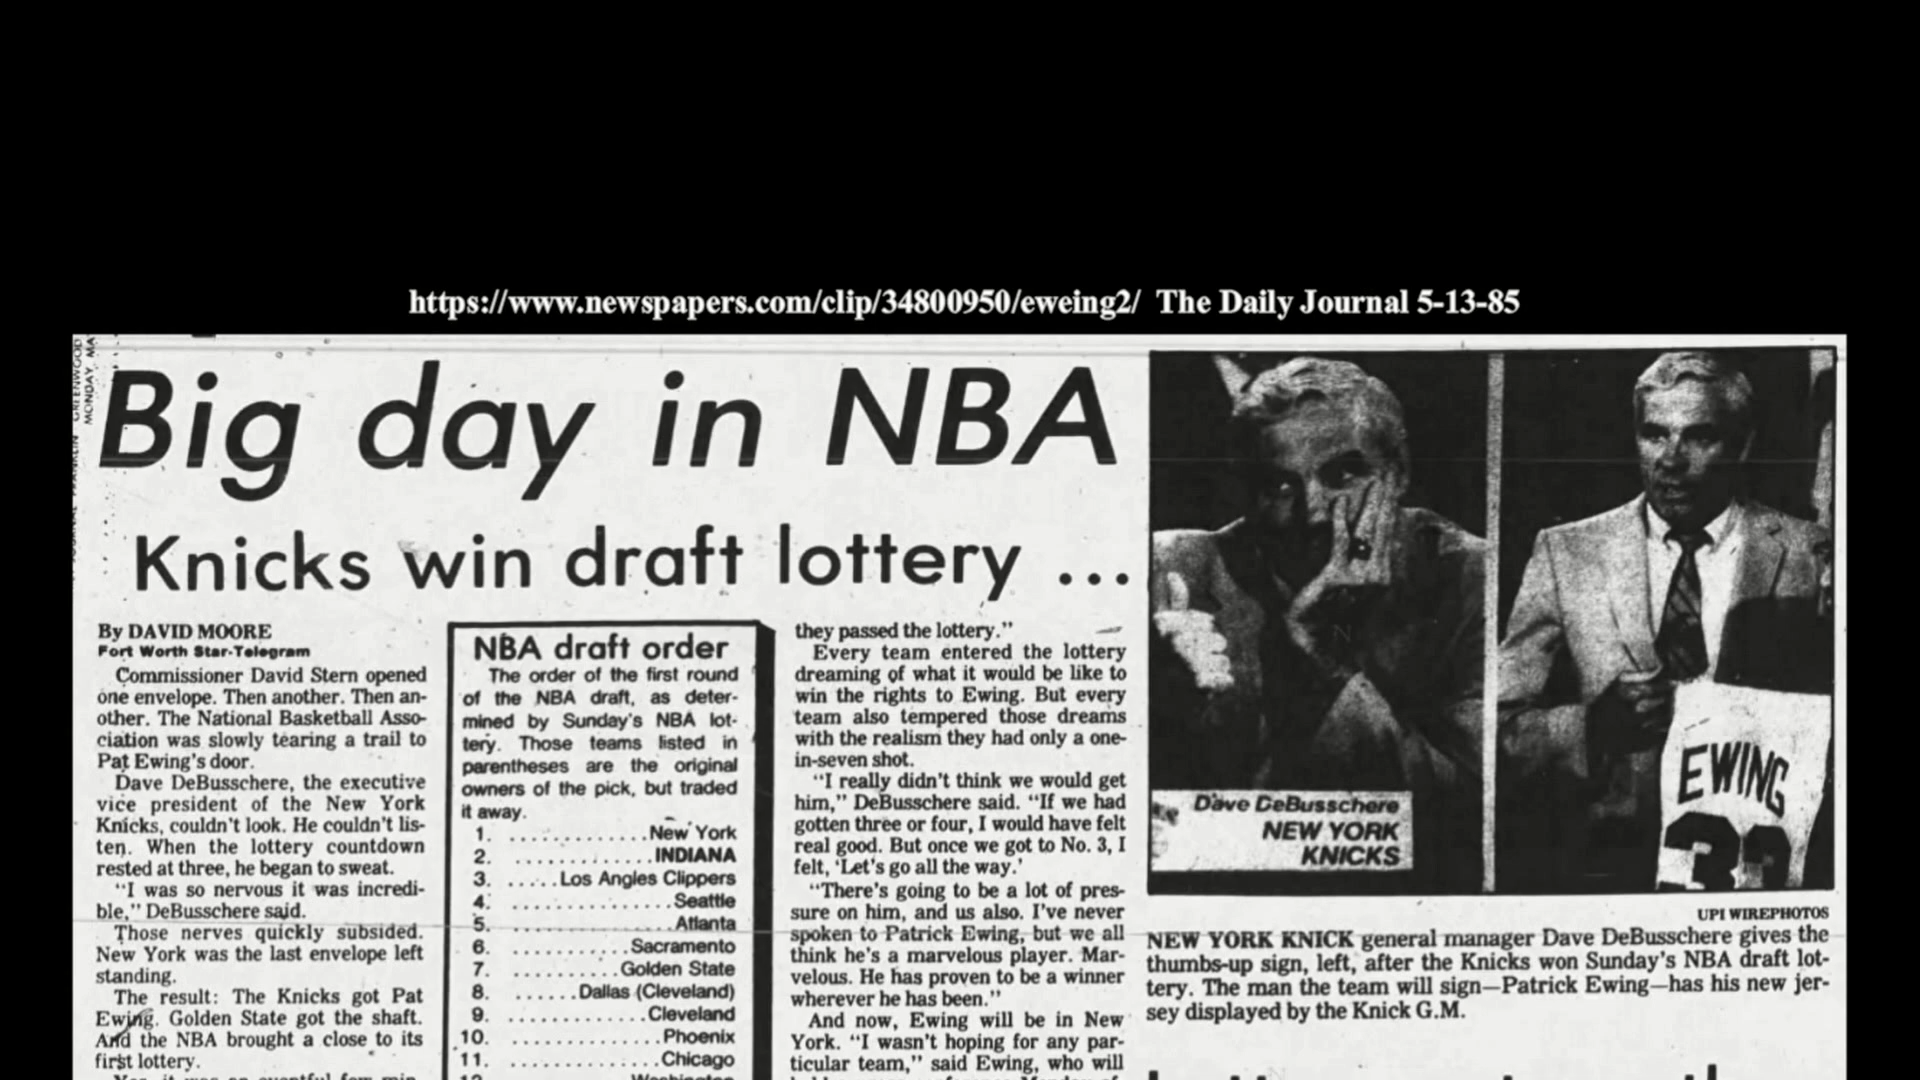 https://www.newspapers.com/clip/34800950/eweing2/ The Daily Journal 5-13-85
Big day in NBA
Knicks win draft lottery ...
By DAVID MOORE
Fort Worth Star-Telegram
Commissioner David Stern opened
one envelope. Then another. Then an-
other. The National Basketball Asso-
ciation was slowly tearing a trail to
Pat Ewing's door.
Dave DeBusschere, the executive
vice president of the New York
Knicks, couldn't look. He couldn't lis-
ten. When the lottery countdown
rested at three, he began to sweat.
"I was so nervous it was incredi-
ble," DeBusschere said.
Those nerves quickly subsided.
New York was the last envelope left
standing.
The result: The Knicks got Pat
Ewing. Golden State got the shaft.
And the NBA brought a close to its
first lottery.
NBA draft order
The order of the first round
of the NBA draft, as deter-
mined by Sunday's NBA lot-
tery. Those teams listed in
parentheses are the original
owners of the pick, but traded
it away.
1. .............New York
2. .............INDIANA
3. .....Los Angles Clippers
4. ...............Seattle
5. ...............Atlanta
6. ...........Sacramento
7. ..........Golden State
8. ......Dallas (Cleveland)
9. .............Cleveland
10. ..............Phoenix
11. ..............Chicago
they passed the lottery."
Every team entered the lottery
dreaming of what it would be like to
win the rights to Ewing. But every
team also tempered those dreams
with the realism they had only a one-
in-seven shot.
"I really didn't think we would get
him," DeBusschere said. "If we had
gotten three or four, I would have felt
real good. But once we got to No. 3, I
felt, 'Let's go all the way.'
"There's going to be a lot of pres-
sure on him, and us also. I've never
spoken to Patrick Ewing, but we all
think he's a marvelous player. Mar-
velous. He has proven to be a winner
wherever he has been."
And now, Ewing will be in New
York. "I wasn't hoping for any par-
ticular team," said Ewing, who will
Dave DeBusschere
NEW YORK
KNICKS
EWING
33
UPI WIREPHOTOS
NEW YORK KNICK general manager Dave DeBusschere gives the
thumbs-up sign, left, after the Knicks won Sunday's NBA draft lot-
tery. The man the team will sign—Patrick Ewing—has his new jer-
sey displayed by the Knick G.M.